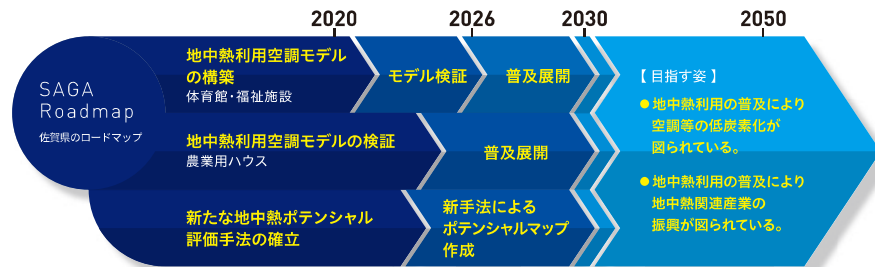 2020 2026 2030 2050
SAGA
Roadmap
佐賀県のロードマップ
地中熱利用空調モデル
の構築
体育館・福祉施設
モデル検証
普及展開
地中熱利用空調モデルの検証
農業用ハウス
普及展開
新たな地中熱ポテンシャル
評価手法の確立
新手法による
ポテンシャルマップ
作成
【 目指す姿 】
●地中熱利用の普及により
空調等の低炭素化が
図られている。
●地中熱利用の普及により
地中熱関連産業の
振興が図られている。